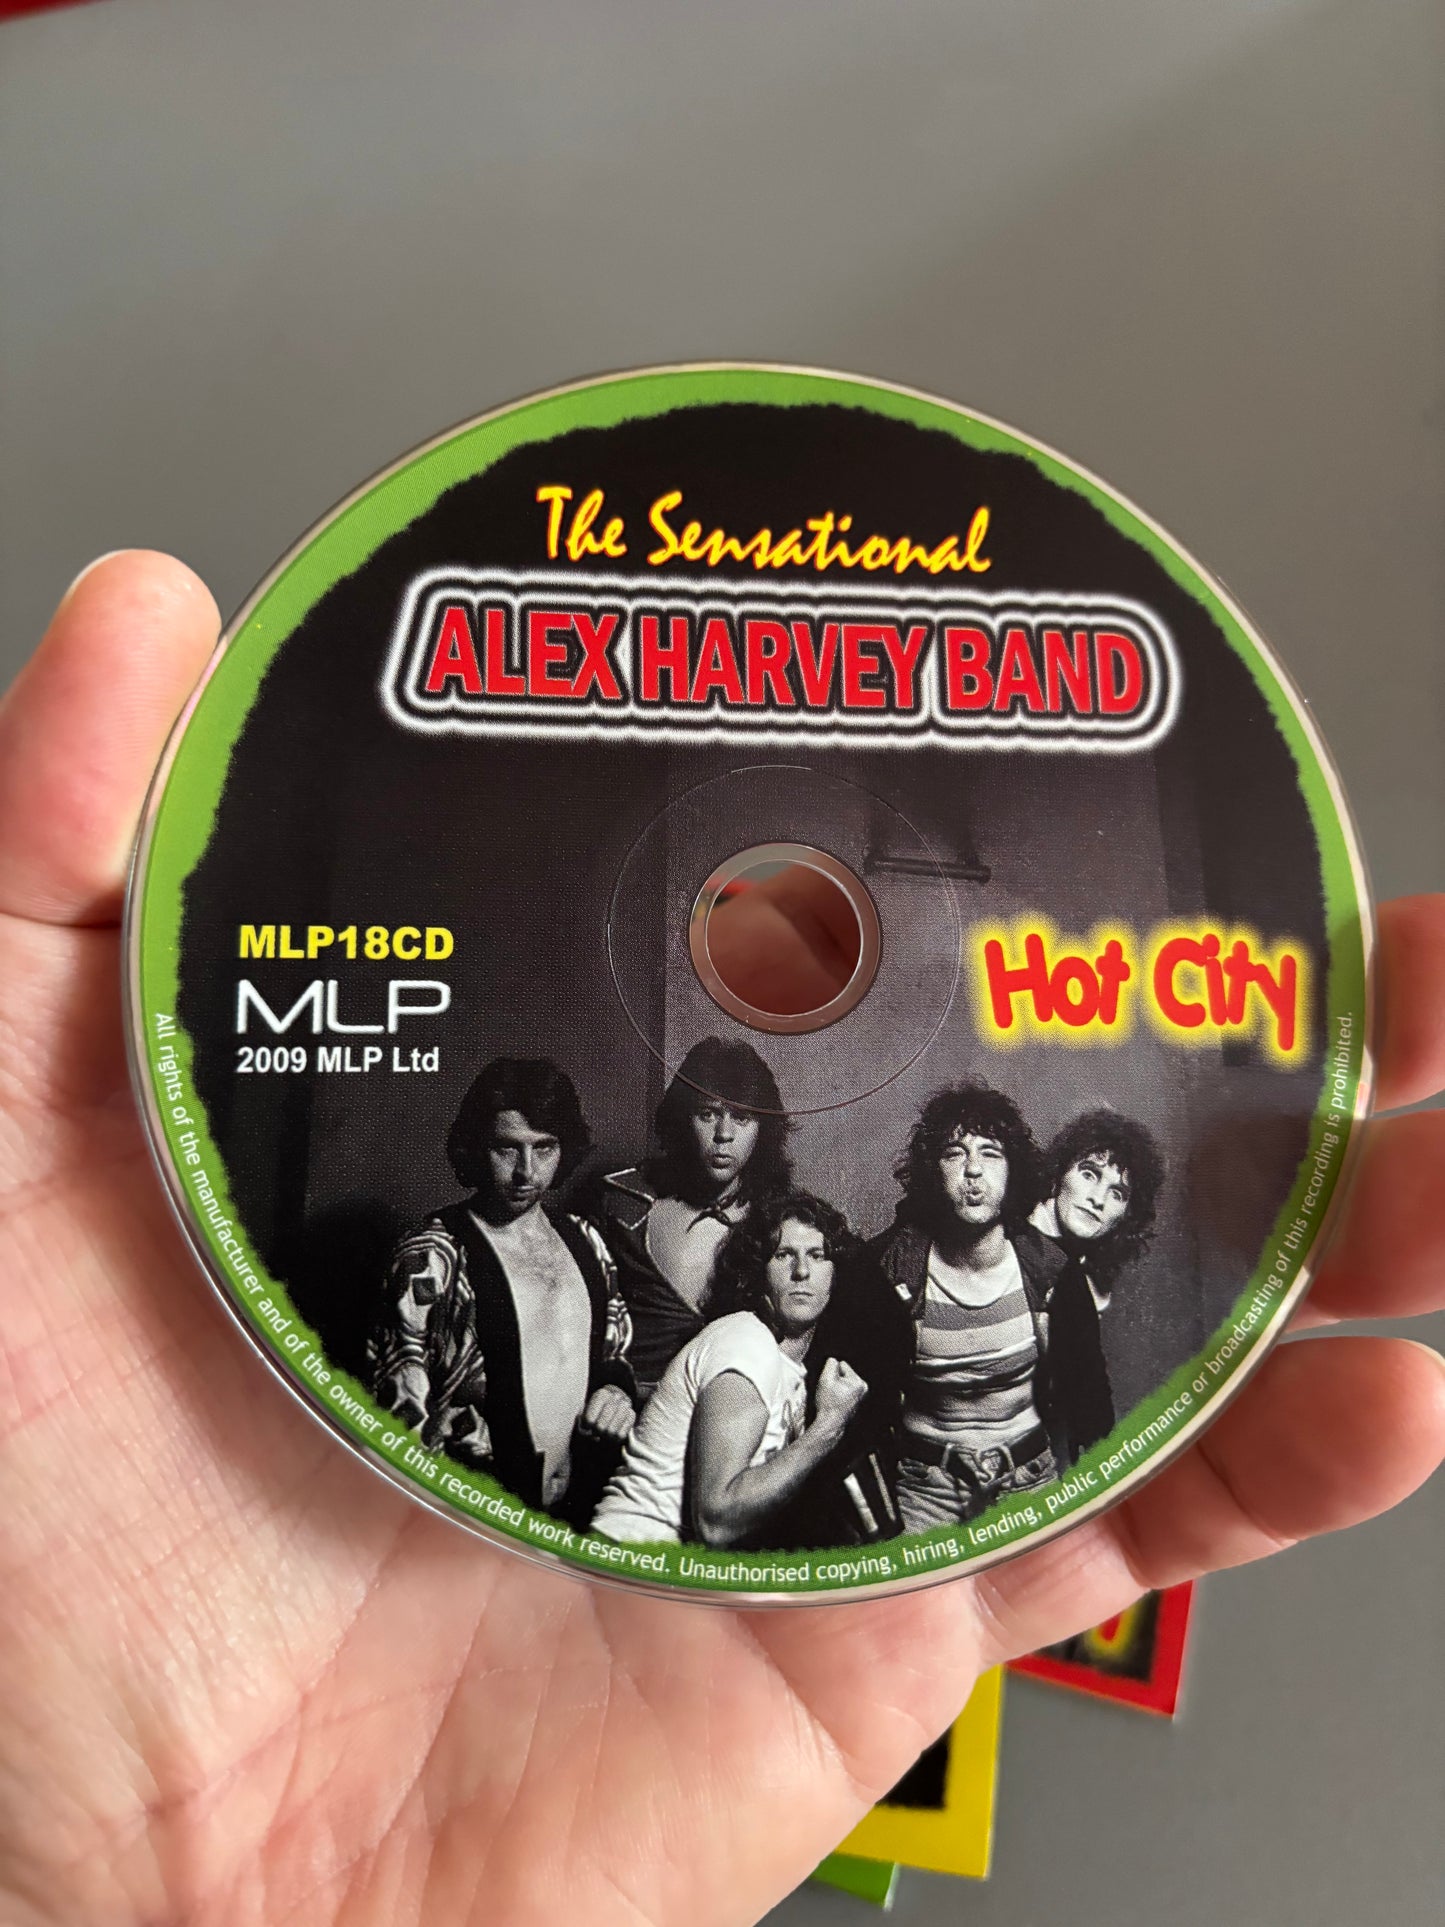 The Sensational
ALEX HARVEY BAND
MLP18CD
MLP
2009 MLP Ltd
Hot City
All rights of the manufacturer and of the owner of this recorded work reserved. Unauthorised copying, hiring, lending, public performance or broadcasting of this recording is prohibited.